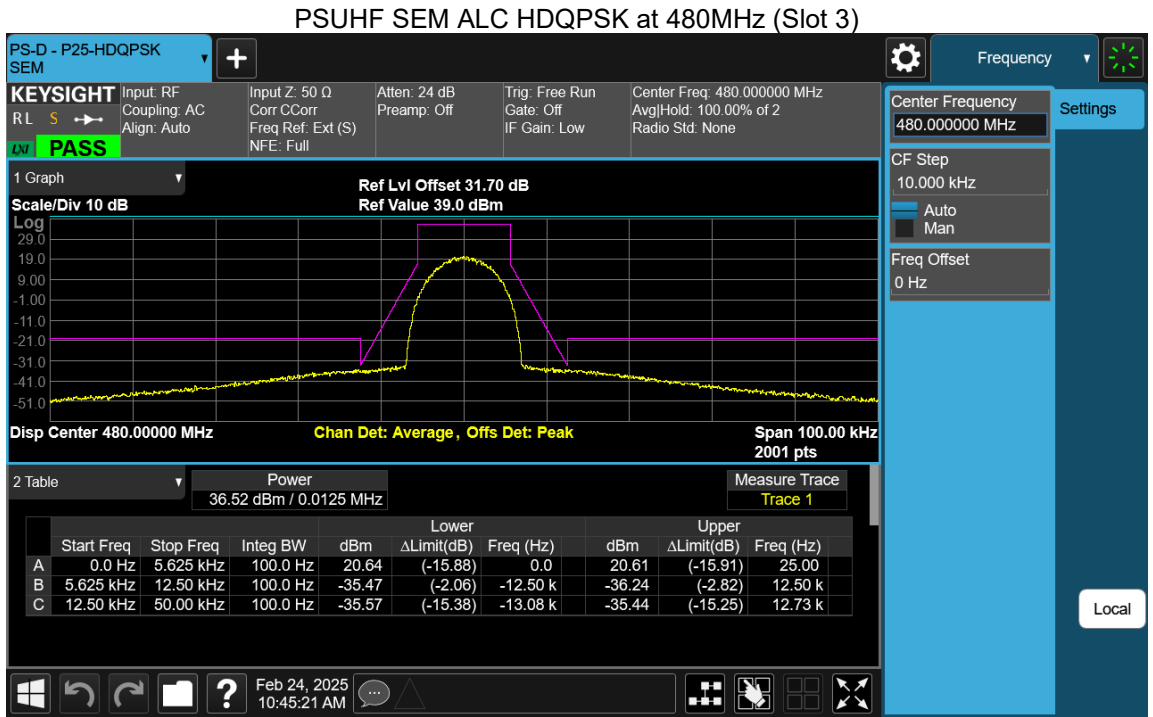 PSUHF SEM ALC HDQPSK at 480MHz (Slot 3)
PS-D - P25-HDQPSK
SEM
+
Frequency
KEYSIGHT
R L S
LXI PASS
Input: RF
Coupling: AC
Align: Auto
Input Z: 50 Ω
Corr CCorr
Freq Ref: Ext (S)
NFE: Full
Atten: 24 dB
Preamp: Off
Trig: Free Run
Gate: Off
IF Gain: Low
Center Freq: 480.000000 MHz
Avg|Hold: 100.00% of 2
Radio Std: None
Center Frequency
480.000000 MHz
Settings
CF Step
10.000 kHz
Auto
Man
Freq Offset
0 Hz
1 Graph
Scale/Div 10 dB
Ref Lvl Offset 31.70 dB
Ref Value 39.0 dBm
Log
29.0
19.0
9.00
-1.00
-11.0
-21.0
-31.0
-41.0
-51.0
Disp Center 480.00000 MHz
Chan Det: Average, Offs Det: Peak
Span 100.00 kHz
2001 pts
2 Table
Power
36.52 dBm / 0.0125 MHz
Measure Trace
Trace 1
Lower Upper
Start Freq Stop Freq Integ BW dBm ΔLimit(dB) Freq (Hz) dBm ΔLimit(dB) Freq (Hz)
A 0.0 Hz 5.625 kHz 100.0 Hz 20.64 (-15.88) 0.0 20.61 (-15.91) 25.00
B 5.625 kHz 12.50 kHz 100.0 Hz -35.47 (-2.06) -12.50 k -36.24 (-2.82) 12.50 k
C 12.50 kHz 50.00 kHz 100.0 Hz -35.57 (-15.38) -13.08 k -35.44 (-15.25) 12.73 k
Local
?
Feb 24, 2025
10:45:21 AM